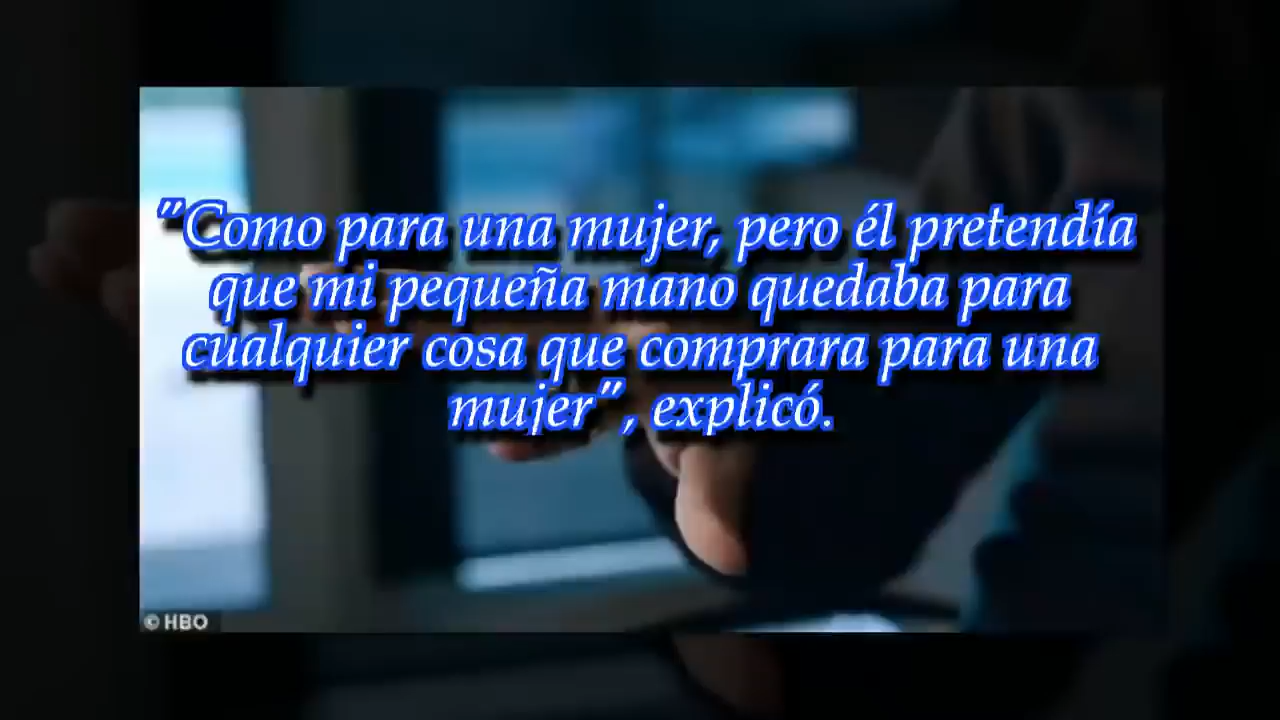 "Como para una mujer, pero él pretendía
que mi pequeña mano quedaba para
cualquier cosa que comprara para una
mujer", explicó.
© HBO